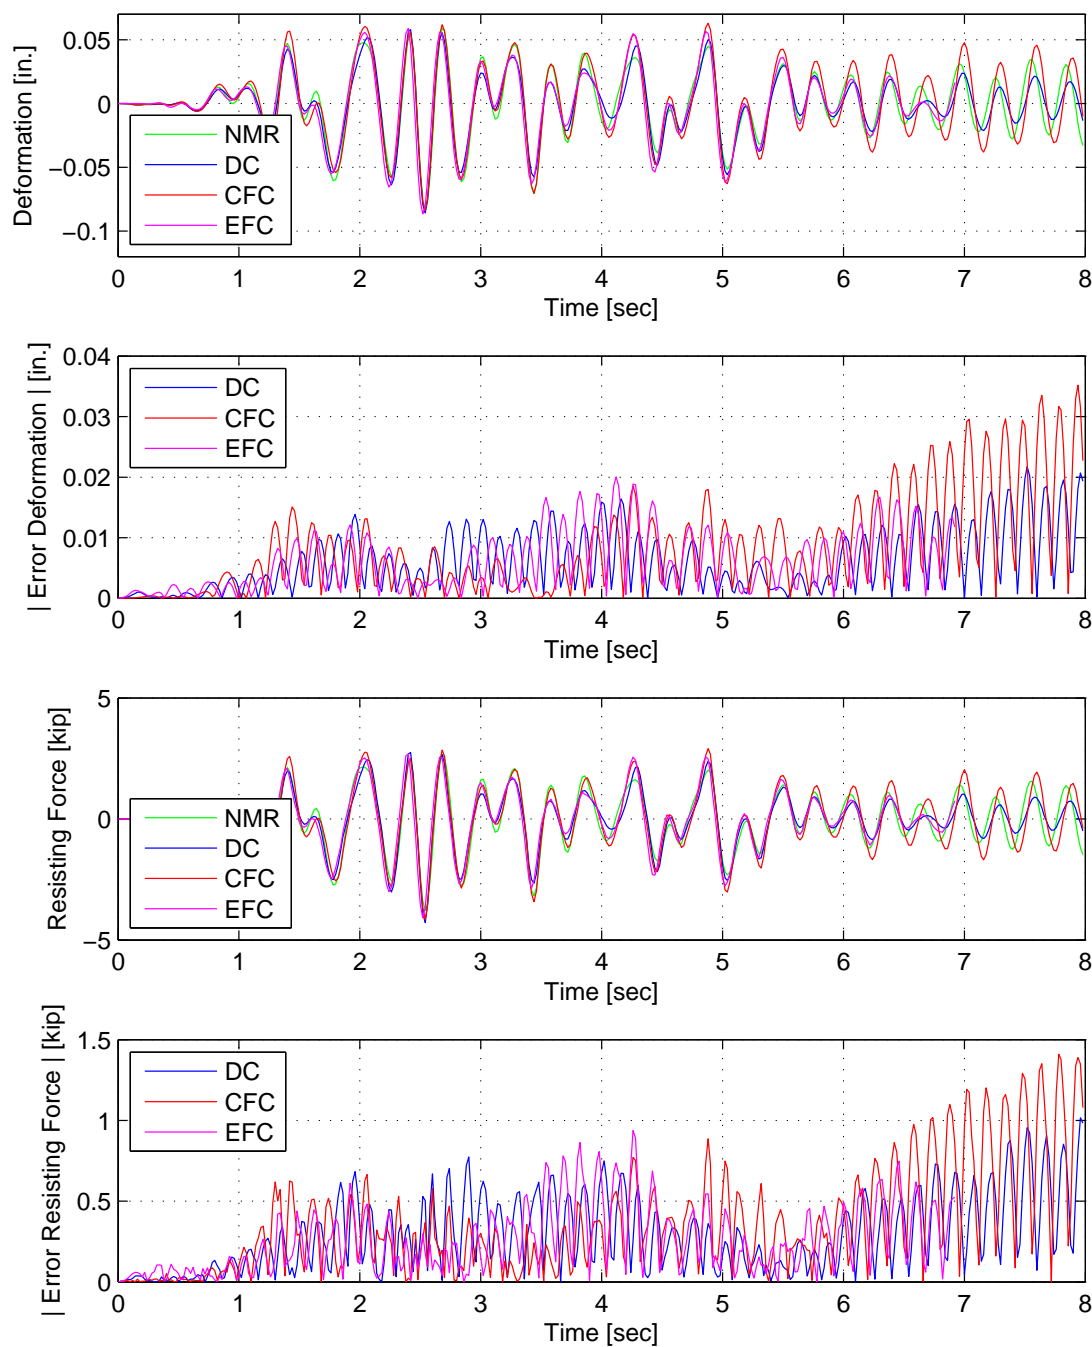 0.05
0
−0.05
−0.1
Deformation [in.]
NMR
DC
CFC
EFC
0 1 2 3 4 5 6 7 8
Time [sec]
0.04
0.03
0.02
0.01
0
| Error Deformation | [in.]
DC
CFC
EFC
0 1 2 3 4 5 6 7 8
Time [sec]
5
0
−5
Resisting Force [kip]
NMR
DC
CFC
EFC
0 1 2 3 4 5 6 7 8
Time [sec]
1.5
1
0.5
0
| Error Resisting Force | [kip]
DC
CFC
EFC
0 1 2 3 4 5 6 7 8
Time [sec]